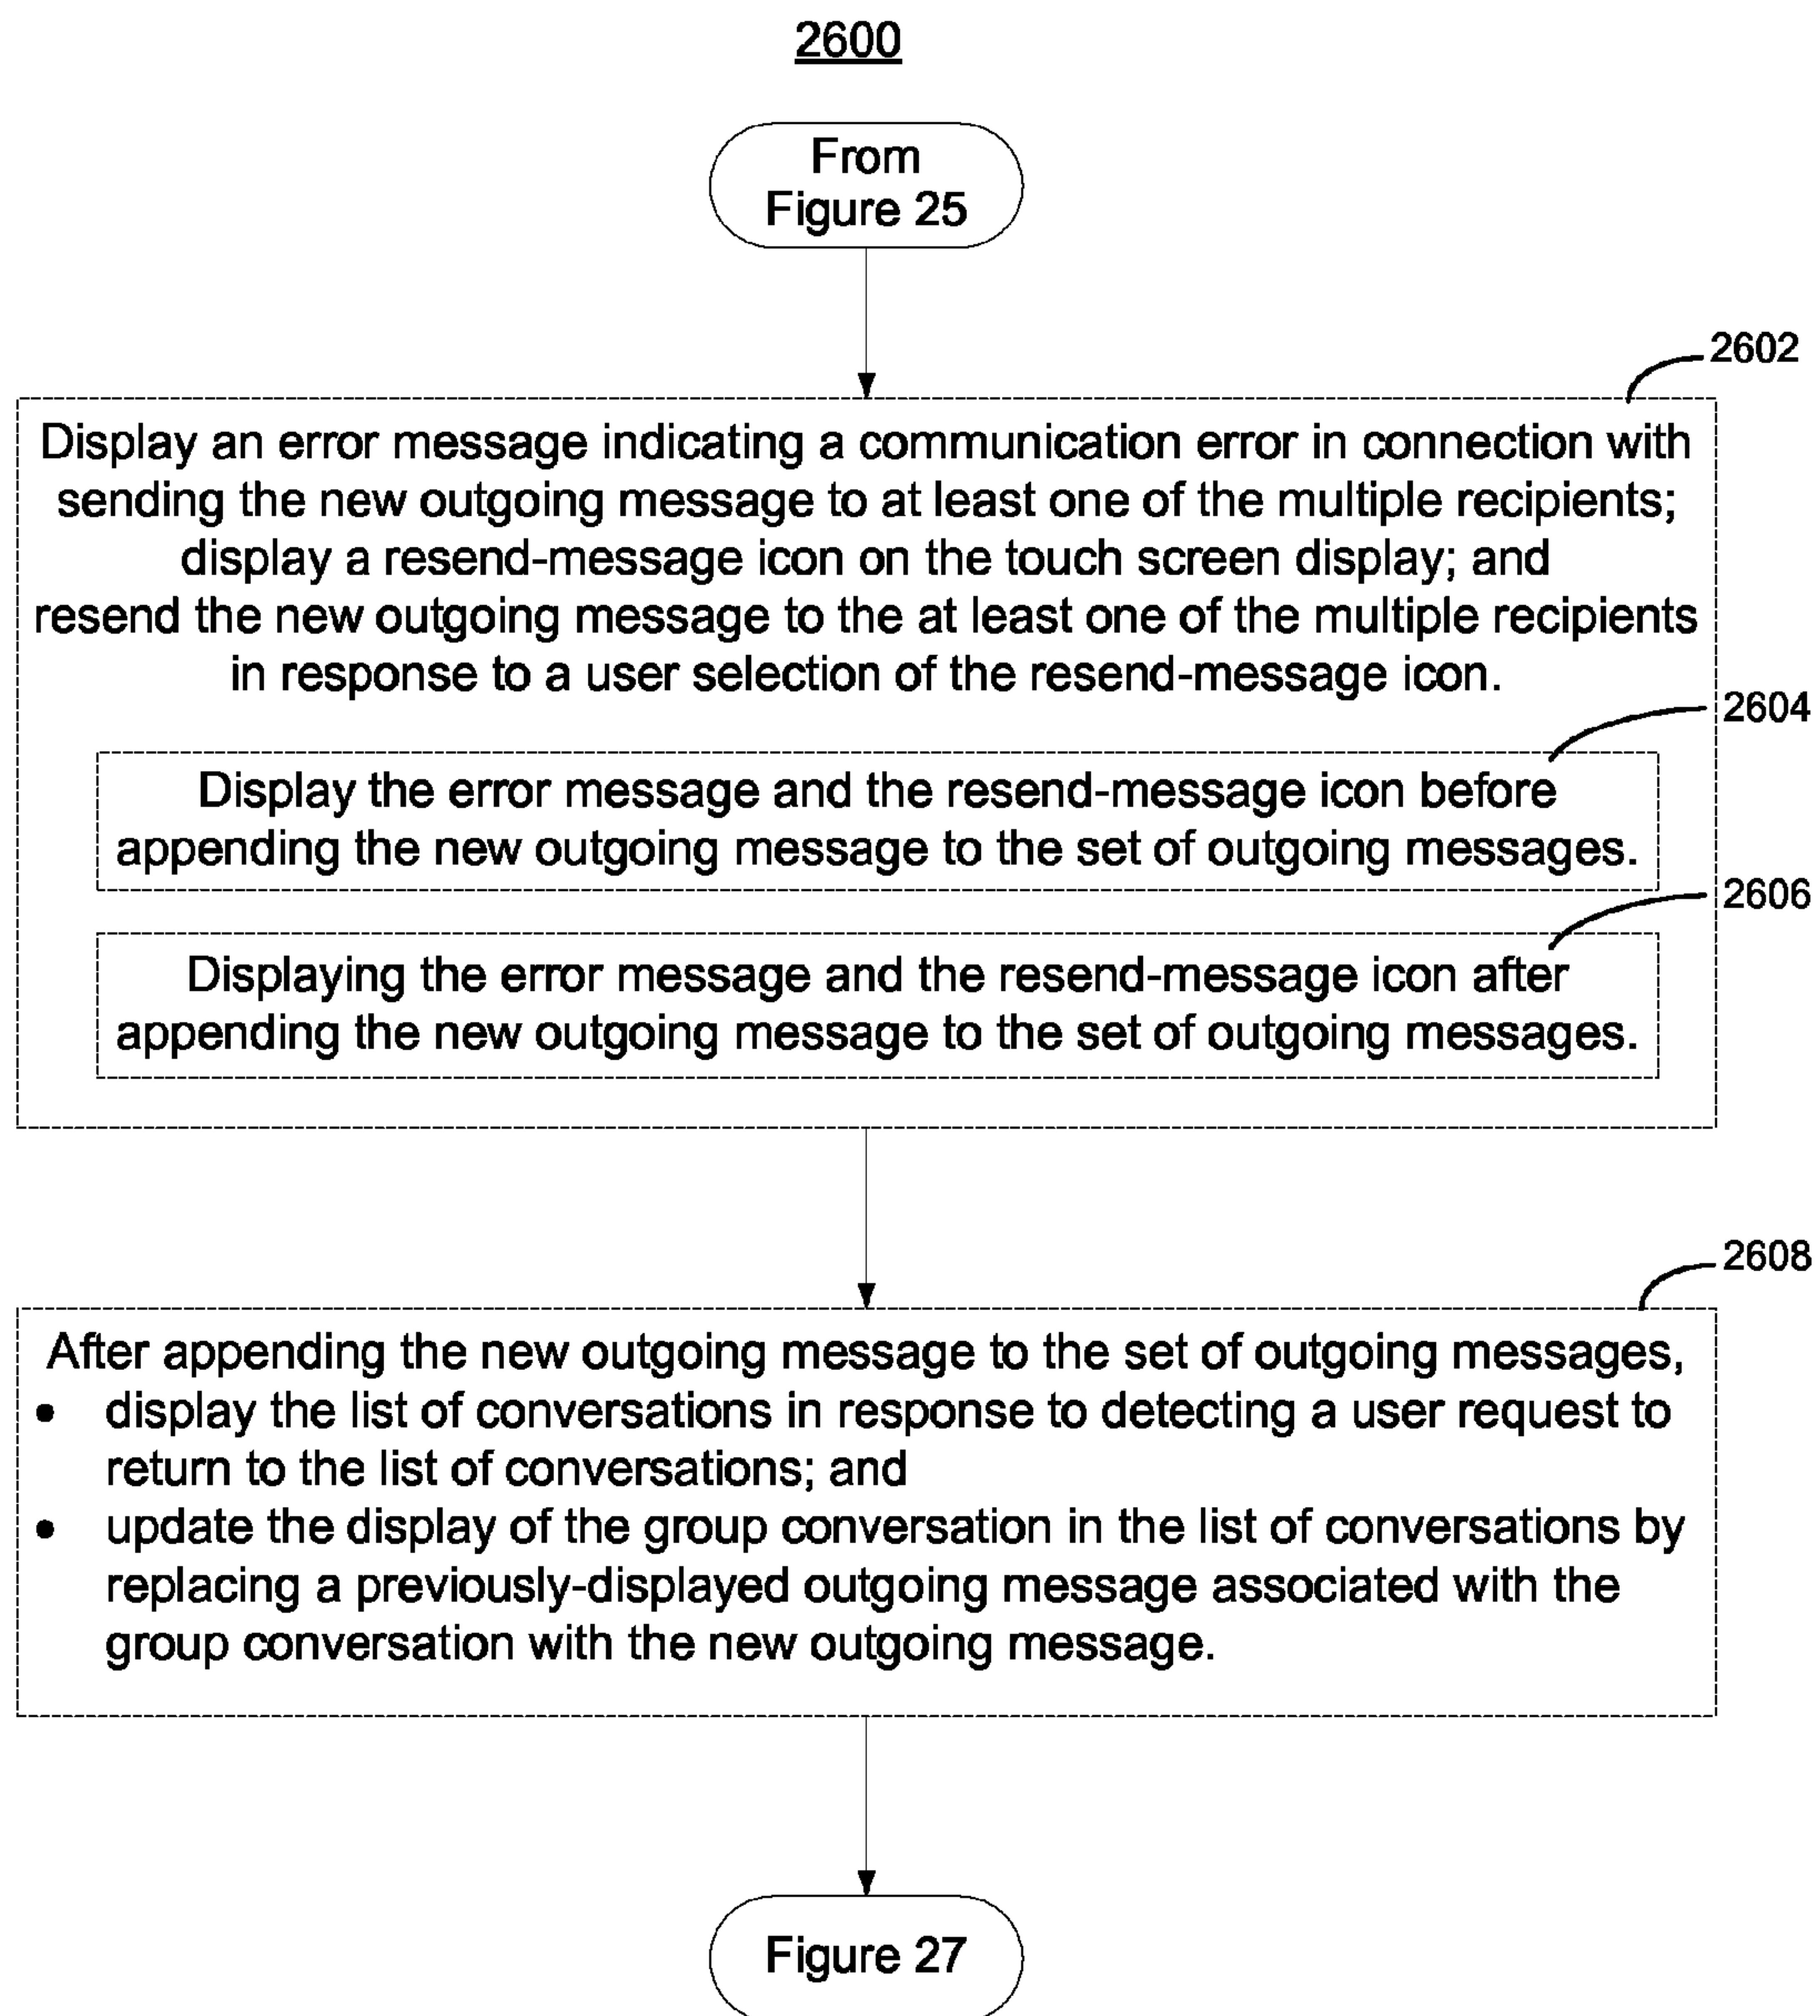 2600
From
Figure 25
2602
Display an error message indicating a communication error in connection with
sending the new outgoing message to at least one of the multiple recipients;
display a resend-message icon on the touch screen display; and
resend the new outgoing message to the at least one of the multiple recipients
in response to a user selection of the resend-message icon.
2604
Display the error message and the resend-message icon before
appending the new outgoing message to the set of outgoing messages.
2606
Displaying the error message and the resend-message icon after
appending the new outgoing message to the set of outgoing messages.
2608
After appending the new outgoing message to the set of outgoing messages,
• display the list of conversations in response to detecting a user request to
return to the list of conversations; and
• update the display of the group conversation in the list of conversations by
replacing a previously-displayed outgoing message associated with the
group conversation with the new outgoing message.
Figure 27